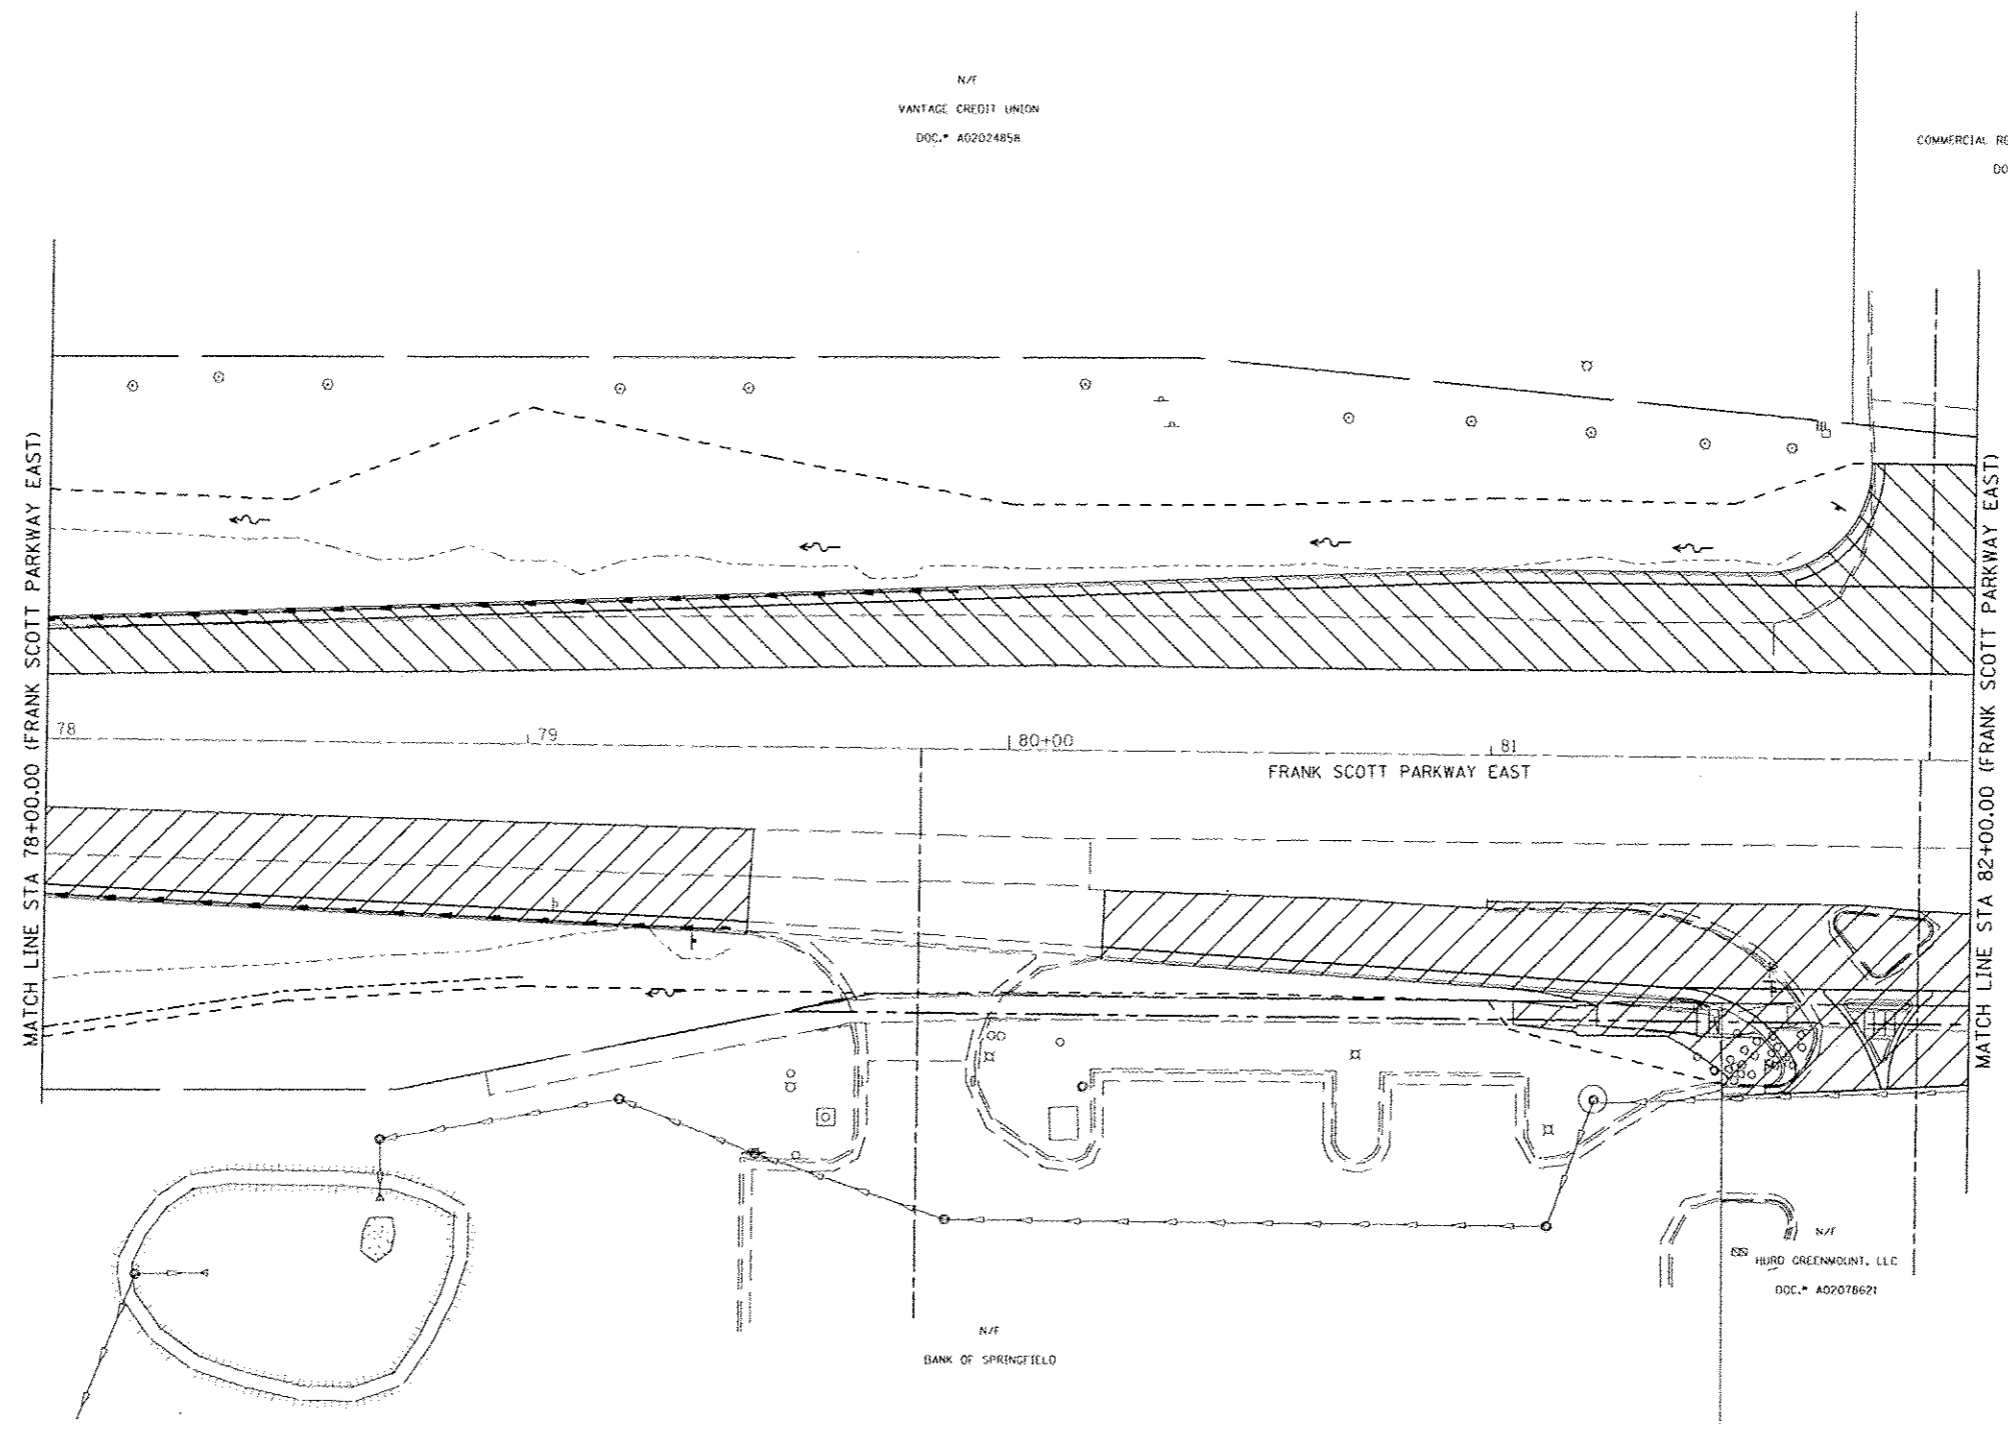 N/F
VANTAGE CREDIT UNION
DOC.# A02024858
COMMERCIAL
DO
MATCH LINE STA 78+00.00 (FRANK SCOTT PARKWAY EAST)
78
79
80+00
81
FRANK SCOTT PARKWAY EAST
MATCH LINE STA 82+00.00 (FRANK SCOTT PARKWAY EAST)
N/F
HURD GREENMOUNT, LLC
DOC.# A02078621
N/F
BANK OF SPRINGFIELD